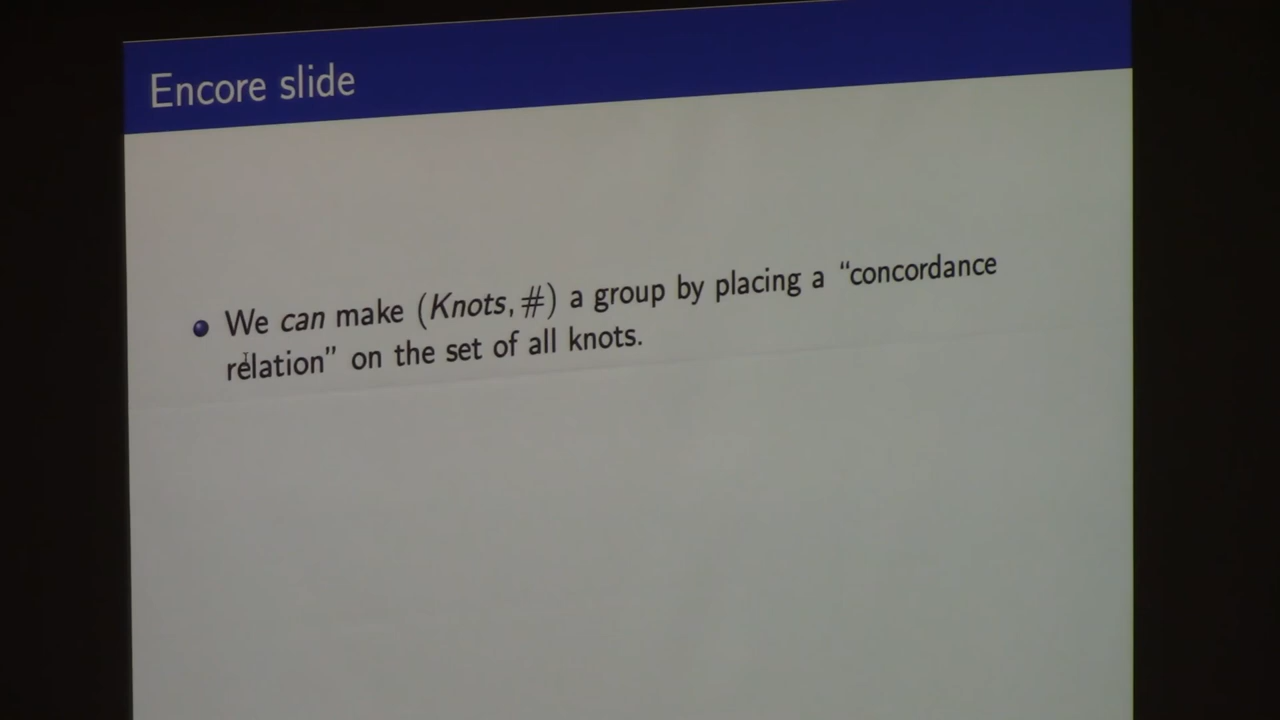 Encore slide
We can make (Knots, #) a group by placing a “concordance
relation” on the set of all knots.